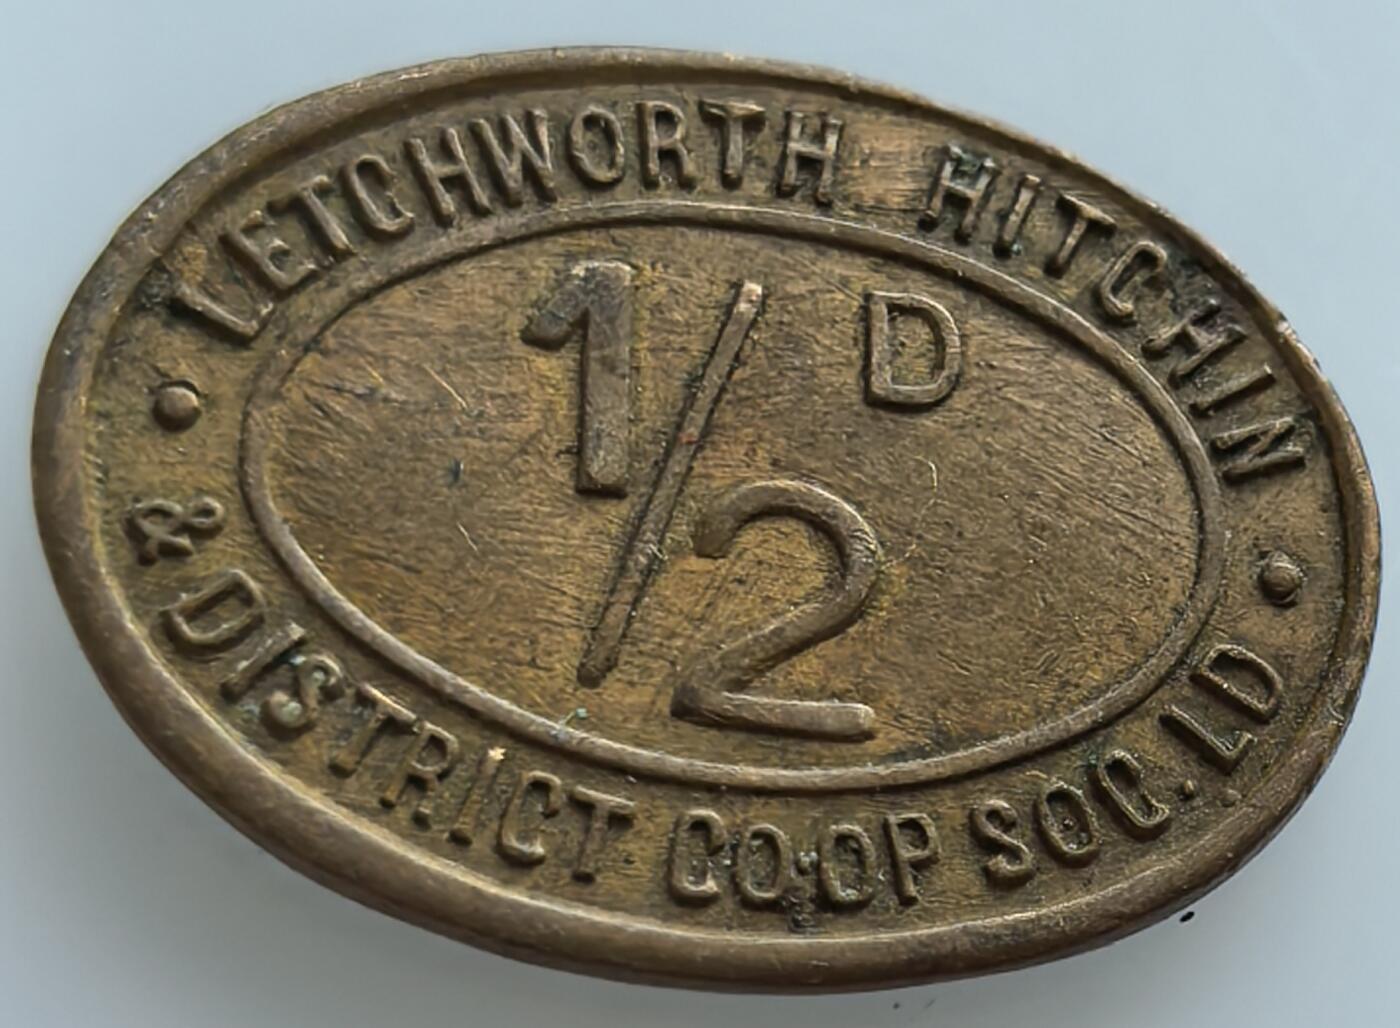 LETCHWORTH HITCHIN
1/2 D
& DISTRICT CO·OP SOC. LD